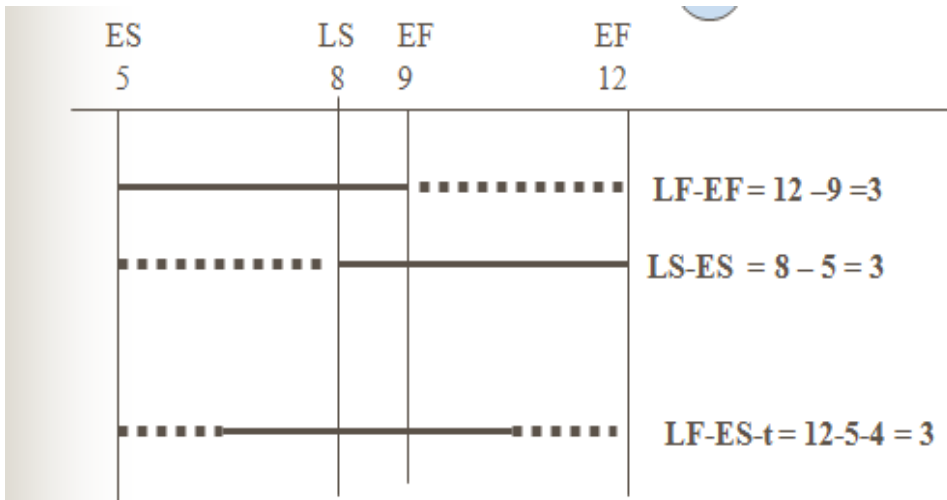 ES LS EF EF
5 8 9 12
LF-EF = 12 –9 =3
LS-ES = 8 – 5 = 3
LF-ES-t = 12-5-4 = 3